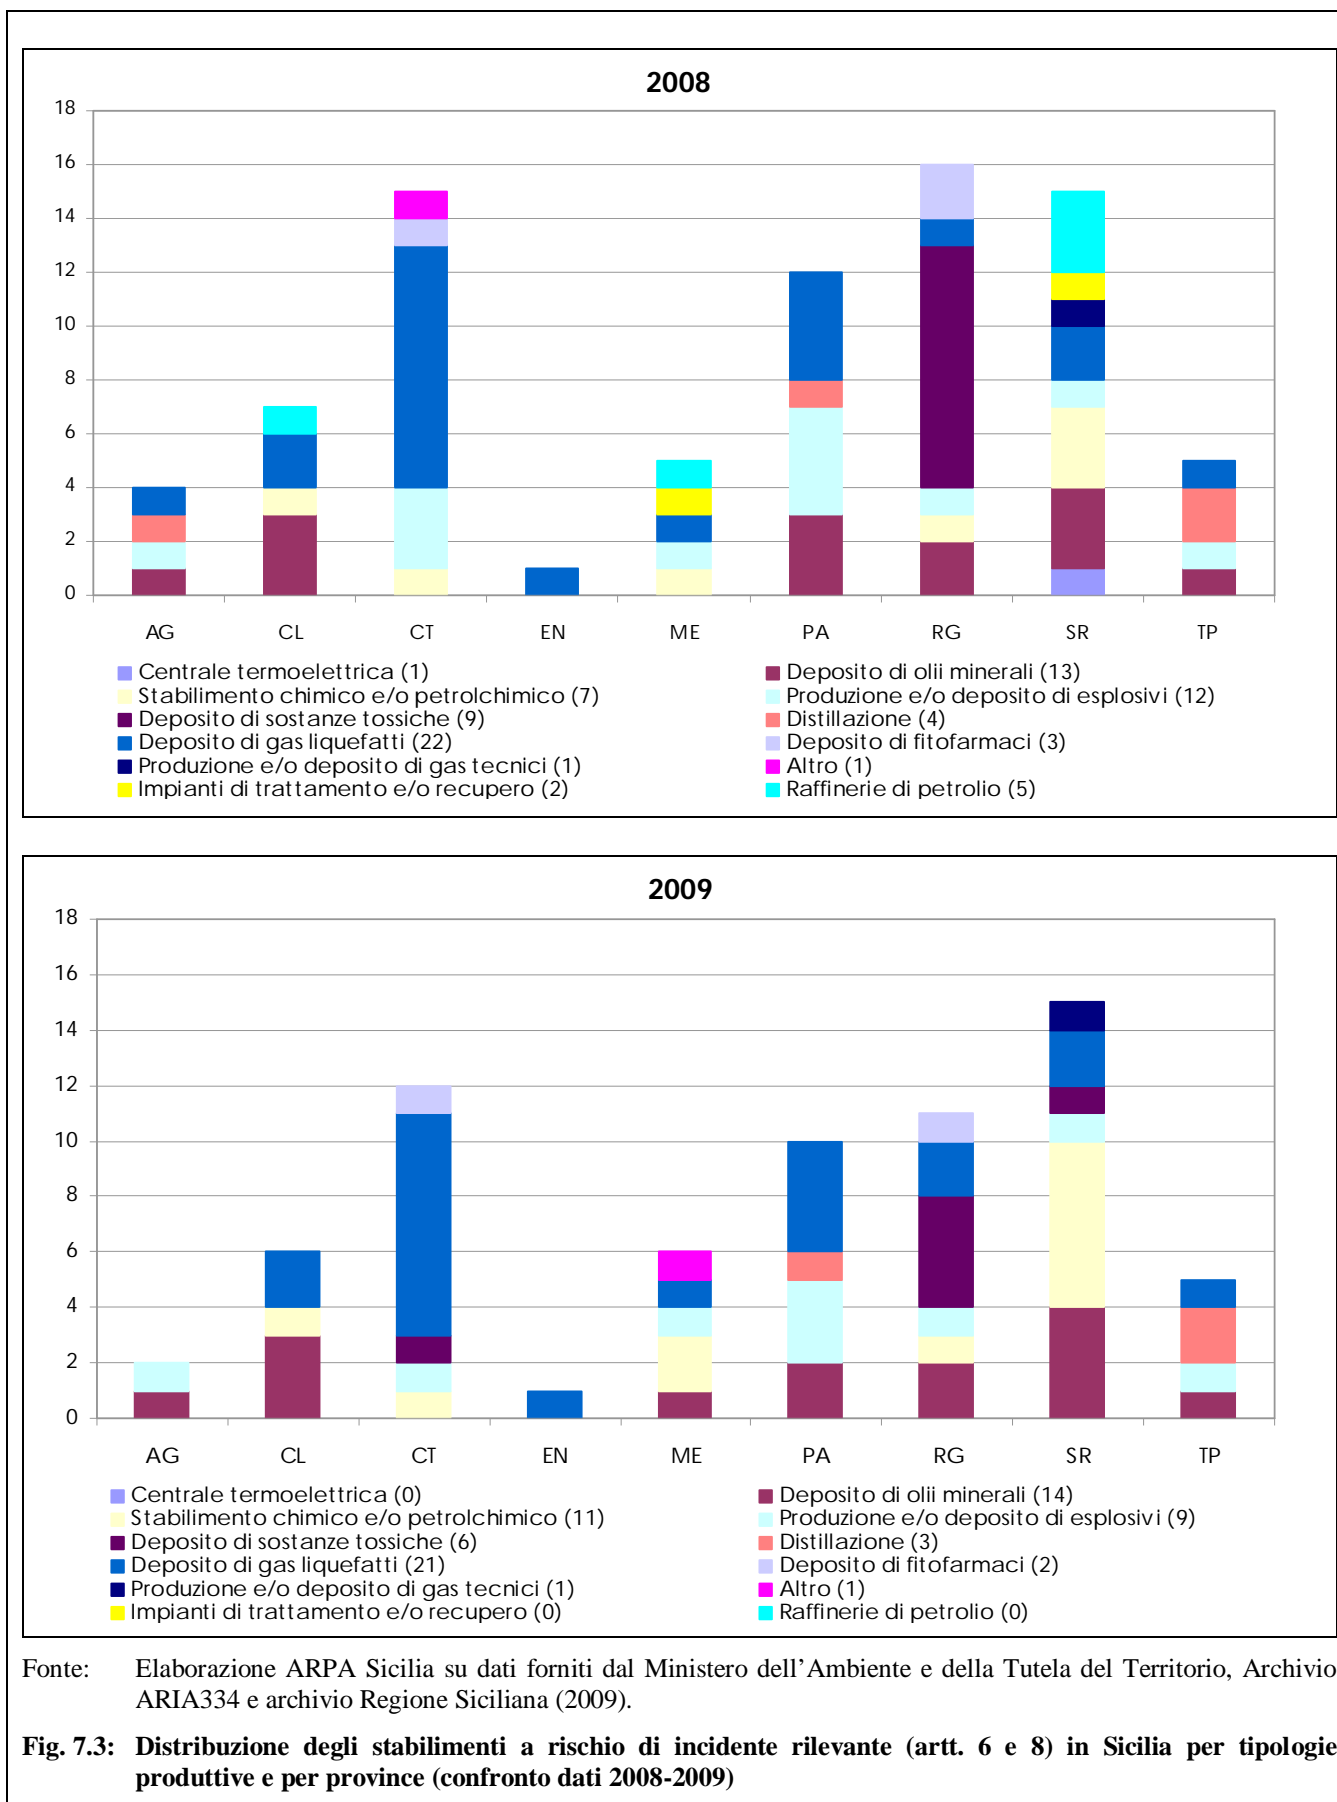 2008
18
16
14
12
10
8
6
4
2
0
AG CL CT EN ME PA RG SR TP
Centrale termoelettrica (1) Deposito di olii minerali (13)
Stabilimento chimico e/o petrolchimico (7) Produzione e/o deposito di esplosivi (12)
Deposito di sostanze tossiche (9) Distillazione (4)
Deposito di gas liquefatti (22) Deposito di fitofarmaci (3)
Produzione e/o deposito di gas tecnici (1) Altro (1)
Impianti di trattamento e/o recupero (2) Raffinerie di petrolio (5)
2009
18
16
14
12
10
8
6
4
2
0
AG CL CT EN ME PA RG SR TP
Centrale termoelettrica (0) Deposito di olii minerali (14)
Stabilimento chimico e/o petrolchimico (11) Produzione e/o deposito di esplosivi (9)
Deposito di sostanze tossiche (6) Distillazione (3)
Deposito di gas liquefatti (21) Deposito di fitofarmaci (2)
Produzione e/o deposito di gas tecnici (1) Altro (1)
Impianti di trattamento e/o recupero (0) Raffinerie di petrolio (0)
Fonte: Elaborazione ARPA Sicilia su dati forniti dal Ministero dell’Ambiente e della Tutela del Territorio, Archivio
ARIA334 e archivio Regione Siciliana (2009).
Fig. 7.3: Distribuzione degli stabilimenti a rischio di incidente rilevante (artt. 6 e 8) in Sicilia per tipologie
produttive e per province (confronto dati 2008-2009)